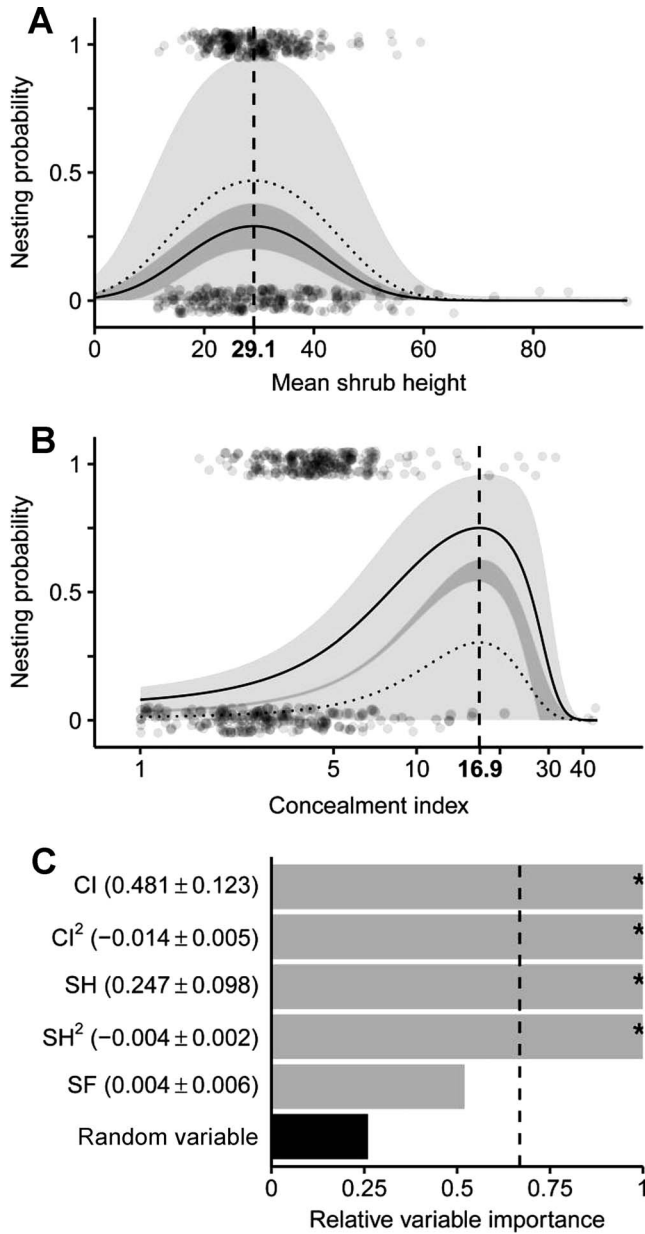 A
Nesting probability
1
0.5
0
0 20 29.1 40 60 80
Mean shrub height
B
Nesting probability
1
0.5
0
1 5 10 16.9 30 40
Concealment index
C
CI (0.481 ± 0.123) *
CI² (−0.014 ± 0.005) *
SH (0.247 ± 0.098) *
SH² (−0.004 ± 0.002) *
SF (0.004 ± 0.006)
Random variable
0 0.25 0.5 0.75 1
Relative variable importance